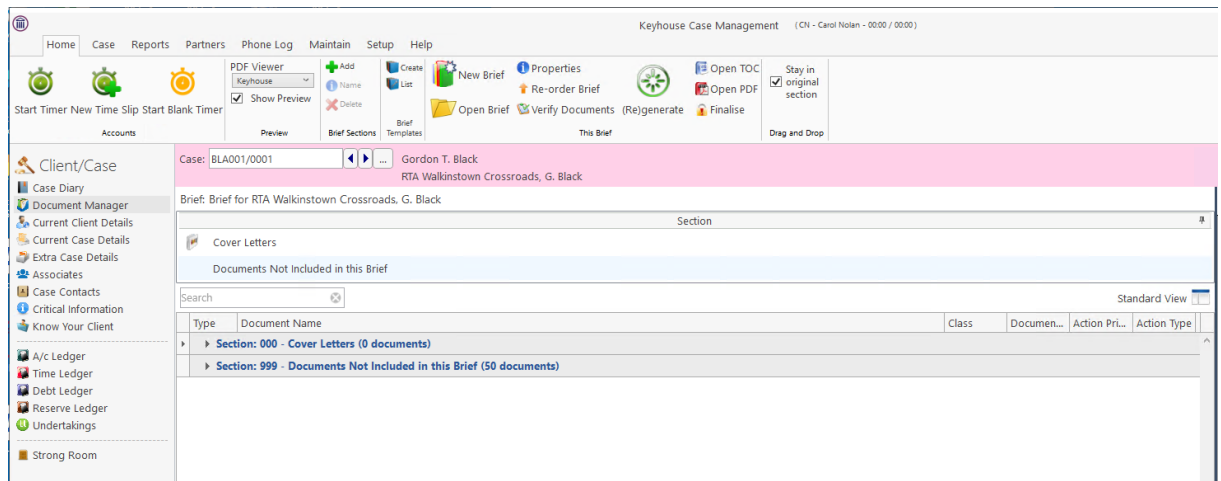 Keyhouse Case Management (CN - Carol Nolan - 00:00 / 00:00)
Home Case Reports Partners Phone Log Maintain Setup Help
Start Timer New Time Slip Start Blank Timer
Accounts
PDF Viewer
Keyhouse
Show Preview
Preview
Add
Name
Delete
Brief Sections
Create
List
Brief
Templates
New Brief
Open Brief
Properties
Re-order Brief
Verify Documents
(Re)generate
Open TOC
Open PDF
Finalise
This Brief
Stay in
original
section
Drag and Drop
Client/Case
Case Diary
Document Manager
Current Client Details
Current Case Details
Extra Case Details
Associates
Case Contacts
Critical Information
Know Your Client
A/c Ledger
Time Ledger
Debt Ledger
Reserve Ledger
Undertakings
Strong Room
Case: BLA001/0001 ... Gordon T. Black
RTA Walkinstown Crossroads, G. Black
Brief: Brief for RTA Walkinstown Crossroads, G. Black
Section
Cover Letters
Documents Not Included in this Brief
Search
Standard View
Type Document Name Class Documen... Action Pri... Action Type
Section: 000 - Cover Letters (0 documents)
Section: 999 - Documents Not Included in this Brief (50 documents)